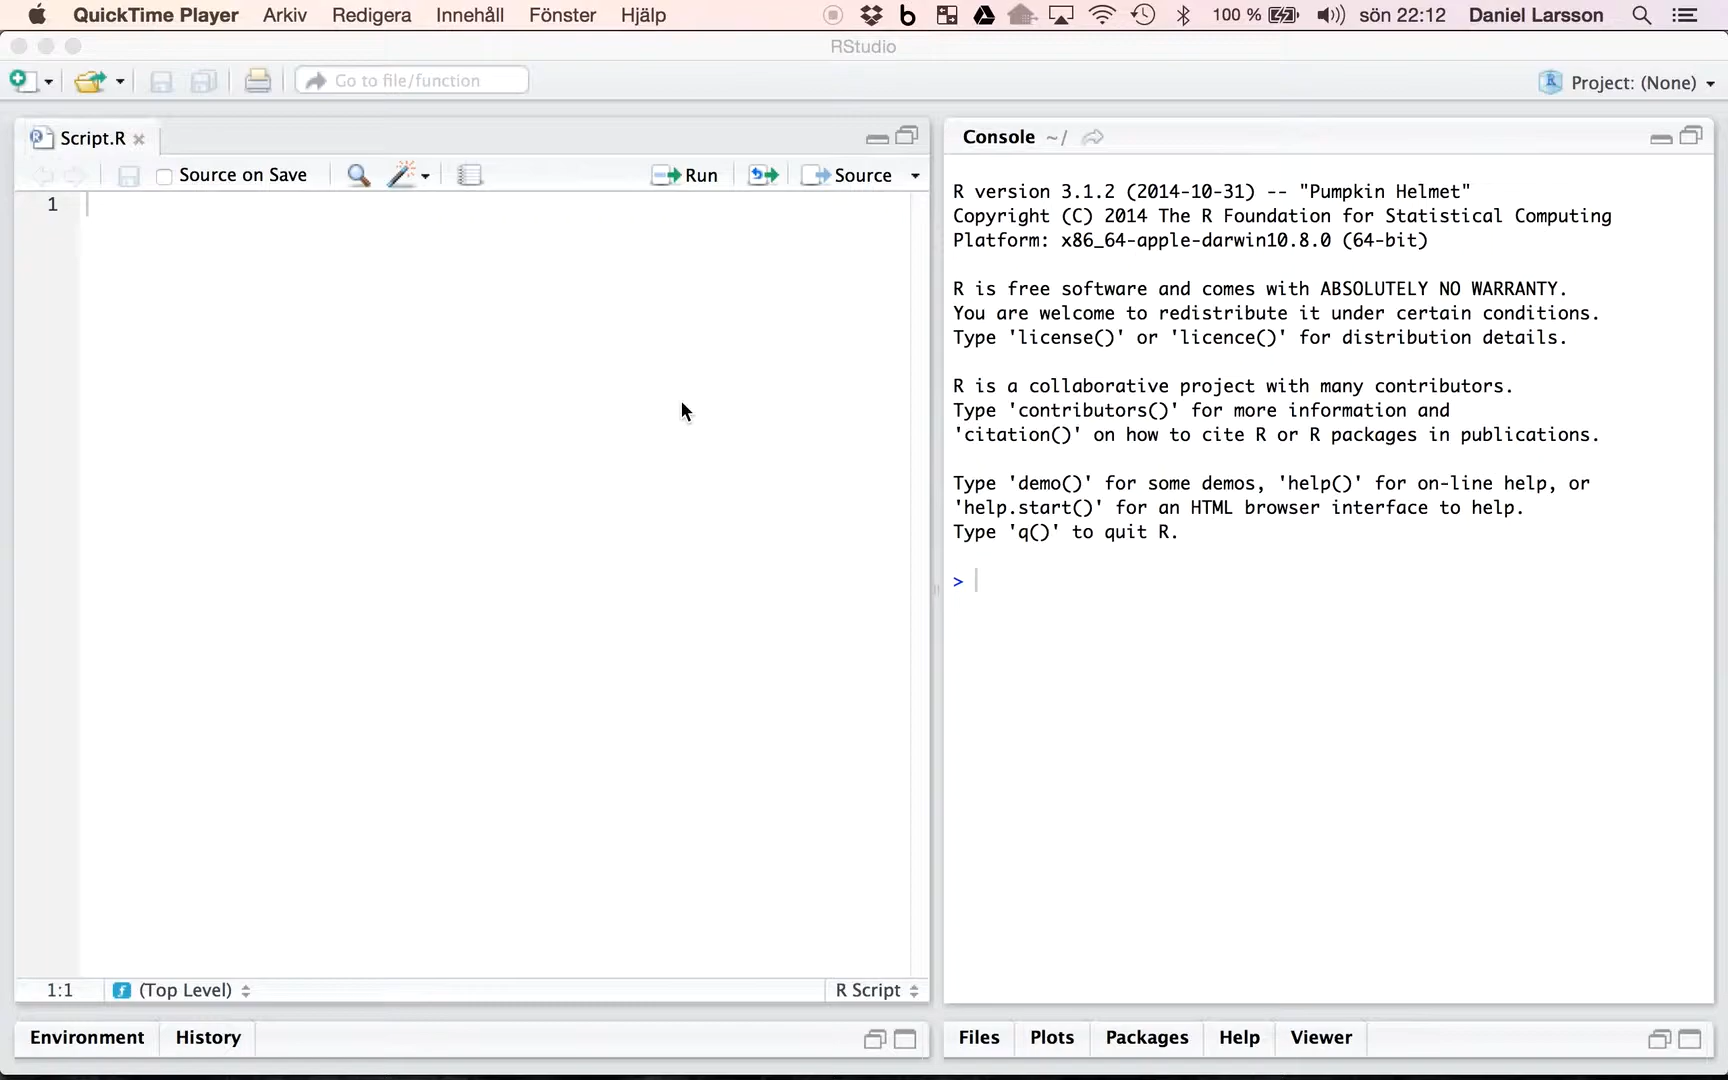 QuickTime Player Arkiv Redigera Innehåll Fönster Hjälp 100 % sön 22:12 Daniel Larsson
RStudio
Go to file/function Project: (None)
Script.R
Source on Save Run Source
1
1:1 (Top Level) R Script
Environment History
Console ~/
R version 3.1.2 (2014-10-31) -- "Pumpkin Helmet"
Copyright (C) 2014 The R Foundation for Statistical Computing
Platform: x86_64-apple-darwin10.8.0 (64-bit)
R is free software and comes with ABSOLUTELY NO WARRANTY.
You are welcome to redistribute it under certain conditions.
Type 'license()' or 'licence()' for distribution details.
R is a collaborative project with many contributors.
Type 'contributors()' for more information and
'citation()' on how to cite R or R packages in publications.
Type 'demo()' for some demos, 'help()' for on-line help, or
'help.start()' for an HTML browser interface to help.
Type 'q()' to quit R.
>
Files Plots Packages Help Viewer